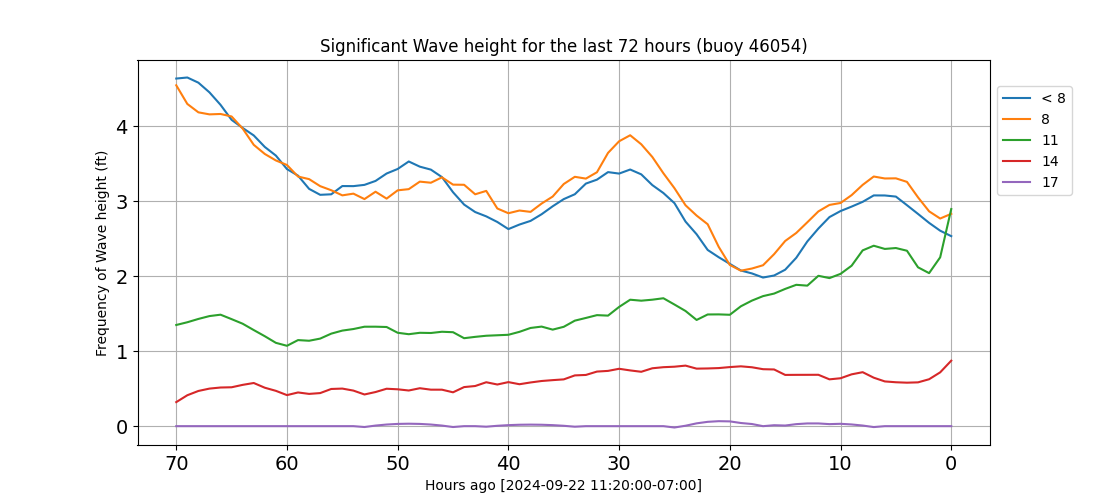 Significant Wave height for the last 72 hours (buoy 46054)
Frequency of Wave height (ft)
4
3
2
1
0
70 60 50 40 30 20 10 0
Hours ago [2024-09-22 11:20:00-07:00]
< 8
8
11
14
17